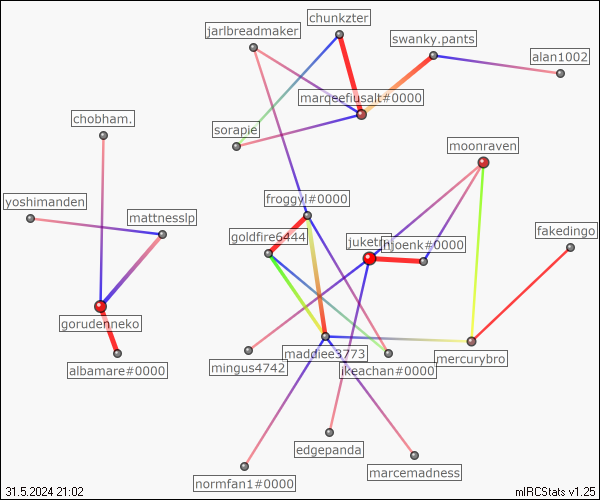 chunkzter
jarlbreadmaker
swanky.pants
alan1002
marqeefiusalt#0000
chobham.
sorapie
moonraven
yoshimanden
mattnesslp
froggyl#0000
goldfire6444
hjoenk#0000
fakedingo
gorudenneko
maddiee3773
mercurybro
albamare#0000
mingus4742
ikeachan#0000
edgepanda
marcemadness
normfan1#0000
31.5.2024 21:02
mIRCStats v1.25